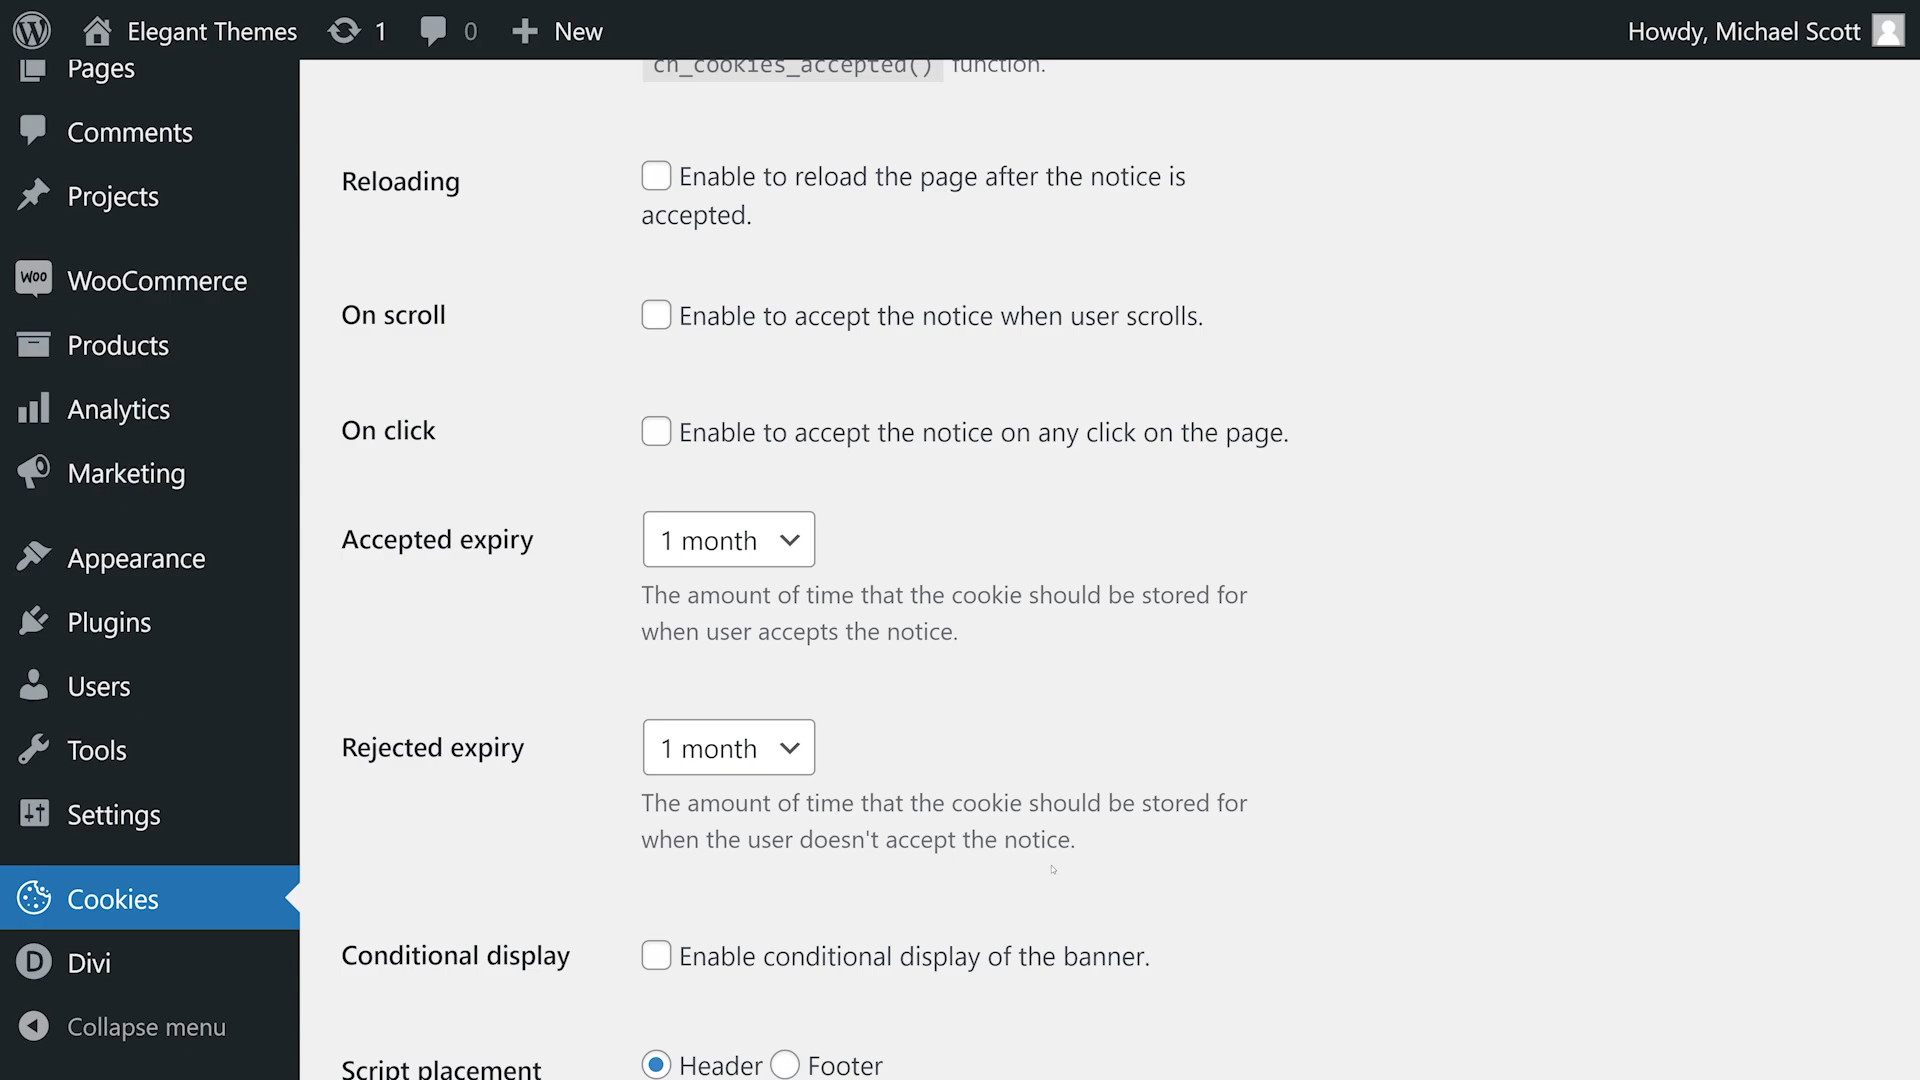 Elegant Themes 1 0 New Howdy, Michael Scott
Pages
Comments
Projects
Woo WooCommerce
Products
Analytics
Marketing
Appearance
Plugins
Users
Tools
Settings
Cookies
D Divi
Collapse menu
cn_cookies_accepted() function.
Reloading
Enable to reload the page after the notice is
accepted.
On scroll
Enable to accept the notice when user scrolls.
On click
Enable to accept the notice on any click on the page.
Accepted expiry
1 month
The amount of time that the cookie should be stored for
when user accepts the notice.
Rejected expiry
1 month
The amount of time that the cookie should be stored for
when the user doesn't accept the notice.
Conditional display
Enable conditional display of the banner.
Script placement
Header Footer